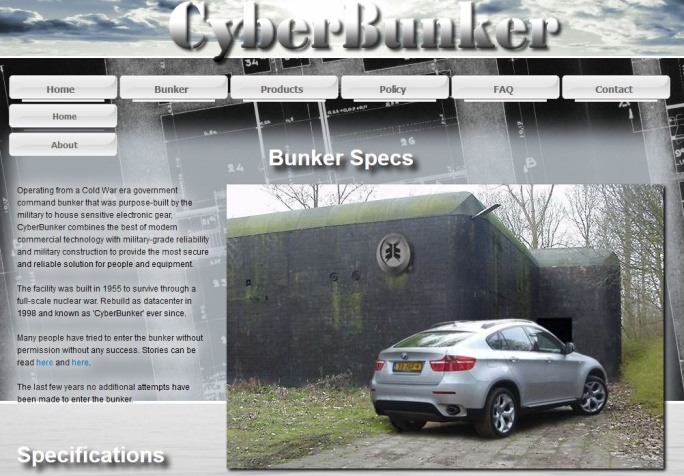 CyberBunker
Home
Bunker
Products
Policy
FAQ
Contact
Home
About
Bunker Specs
Operating from a Cold War era government
command bunker that was purpose-built by the
military to house sensitive electronic gear,
CyberBunker combines the best of modern
commercial technology with military-grade reliability
and military construction to provide the most secure
and reliable solution for people and equipment.
The facility was built in 1955 to survive through a
full-scale nuclear war. Rebuild as datacenter in
1998 and known as 'CyberBunker' ever since.
Many people have tried to enter the bunker without
permission without any success. Stories can be
read here and here.
The last few years no additional attempts have
been made to enter the bunker.
Specifications